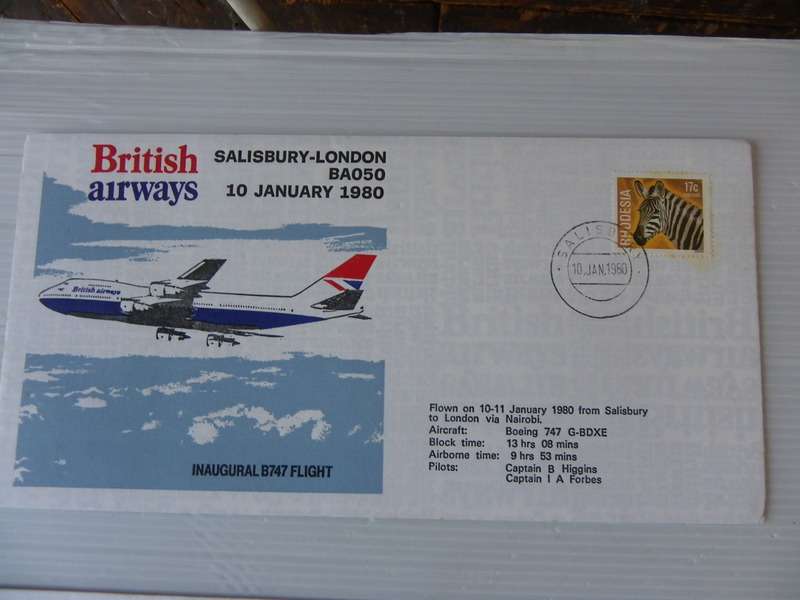 British
airways
SALISBURY-LONDON
BA050
10 JANUARY 1980
British airways
INAUGURAL B747 FLIGHT
17c
RHODESIA
SALISBURY
10.JAN.1980
Flown on 10-11 January 1980 from Salisbury
to London via Nairobi.
Aircraft: Boeing 747 G-BDXE
Block time: 13 hrs 08 mins
Airborne time: 9 hrs 53 mins
Pilots: Captain B Higgins
Captain I A Forbes